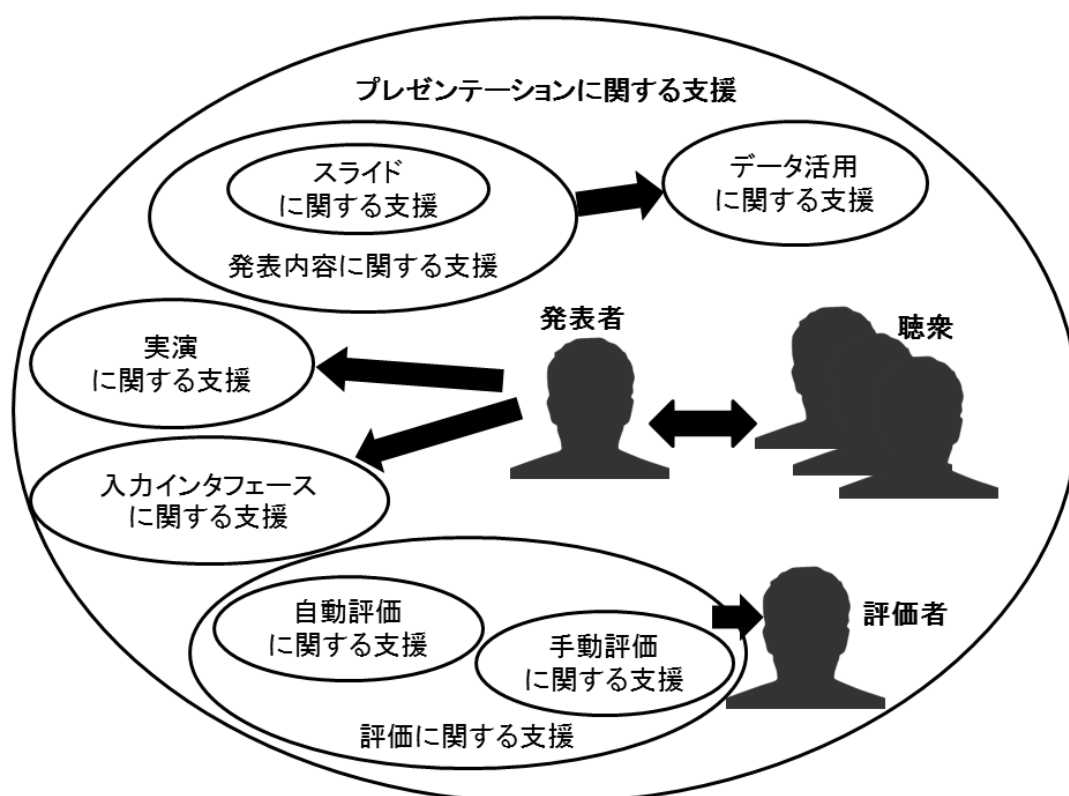 プレゼンテーションに関する支援
スライド
に関する支援
発表内容に関する支援
データ活用
に関する支援
発表者
聴衆
実演
に関する支援
入力インタフェース
に関する支援
自動評価
に関する支援
手動評価
に関する支援
評価に関する支援
評価者